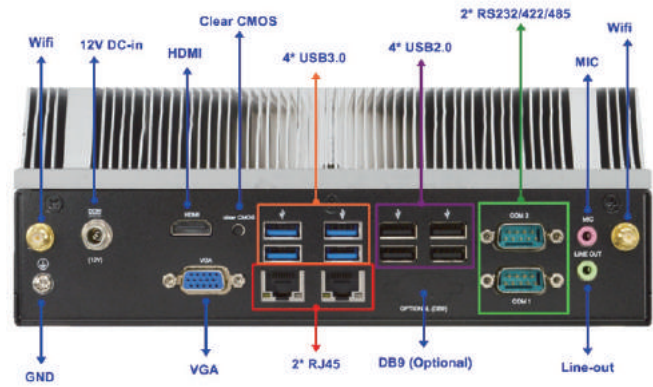 Clear CMOS
2* RS232/422/485
Wifi
12V DC-in
HDMI
4* USB3.0
4* USB2.0
MIC
Wifi
HDMI
clear CMOS
COM 2
MIC
(12V)
VGA
LINE OUT
OPTIONAL (DB9)
COM 1
GND
VGA
2* RJ45
DB9 (Optional)
Line-out